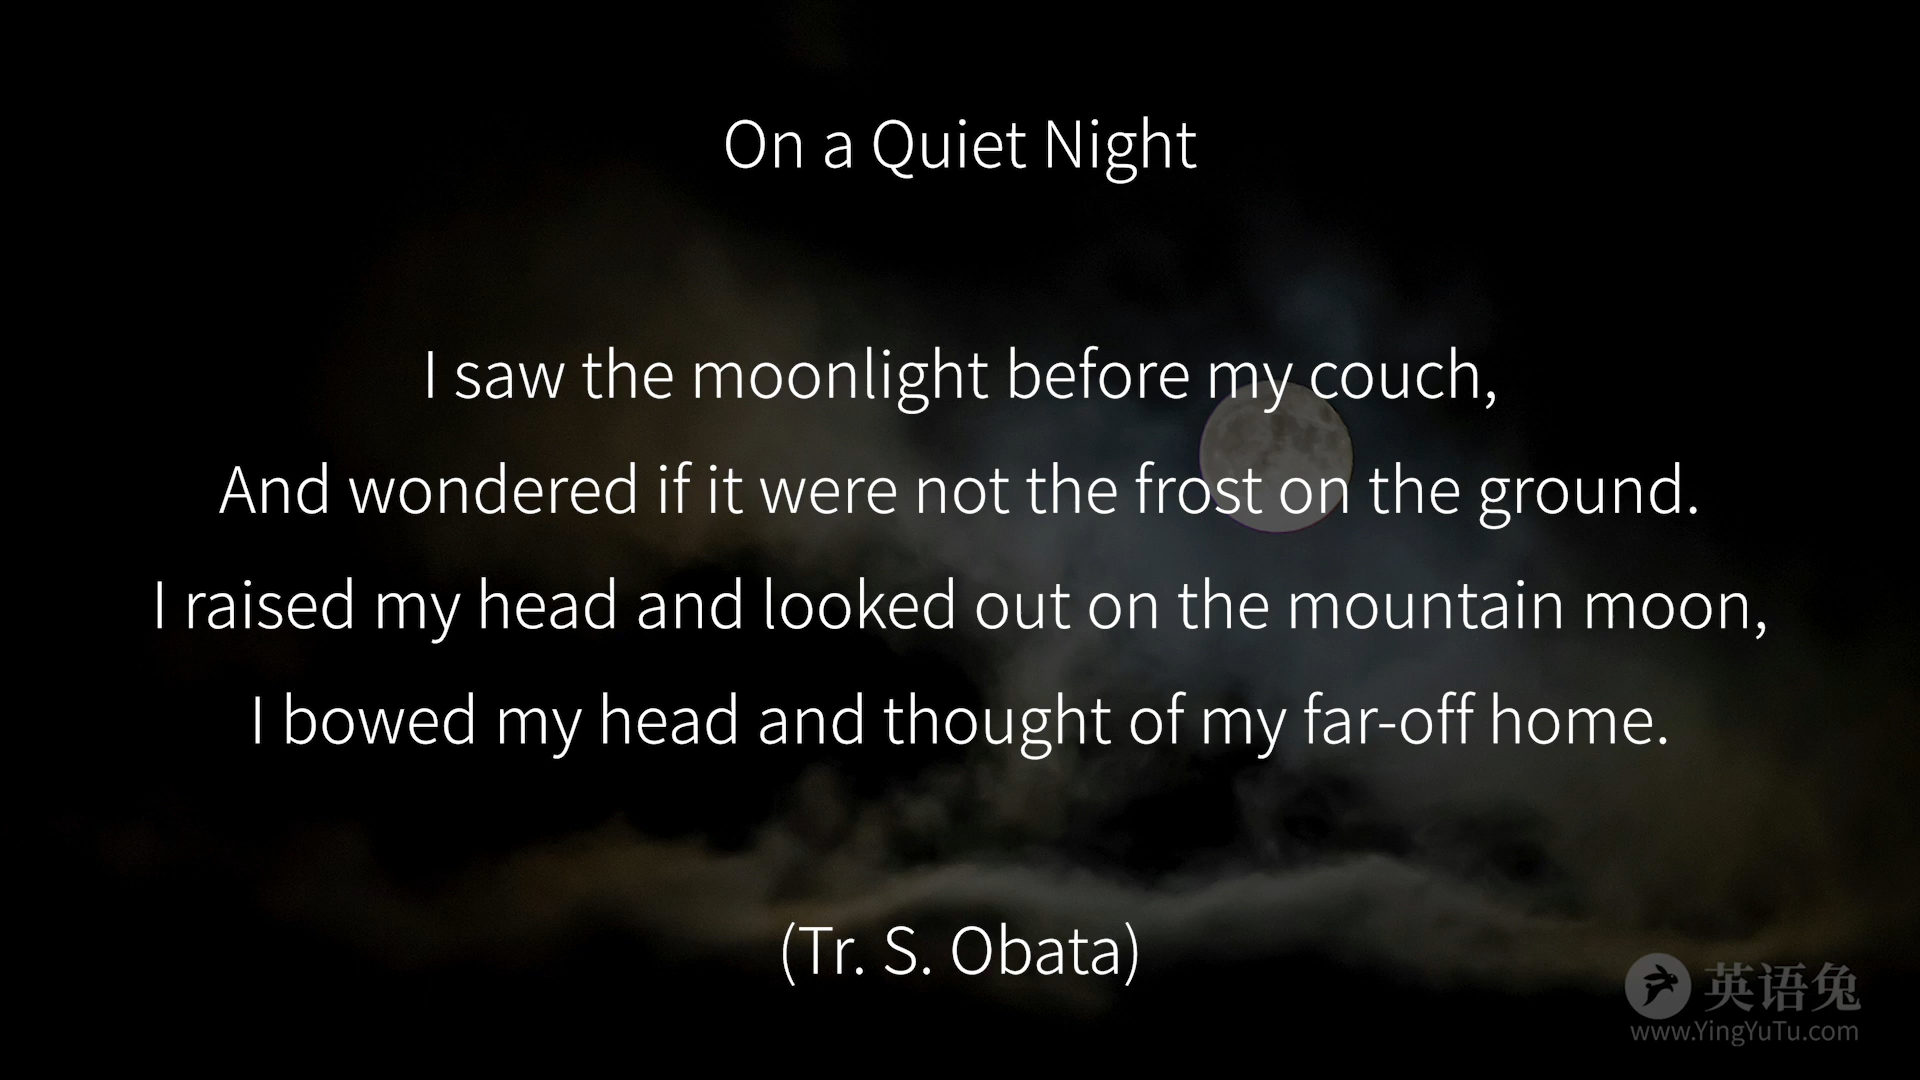 On a Quiet Night
I saw the moonlight before my couch,
And wondered if it were not the frost on the ground.
I raised my head and looked out on the mountain moon,
I bowed my head and thought of my far-off home.
(Tr. S. Obata)
英语兔
www.YingYuTu.com